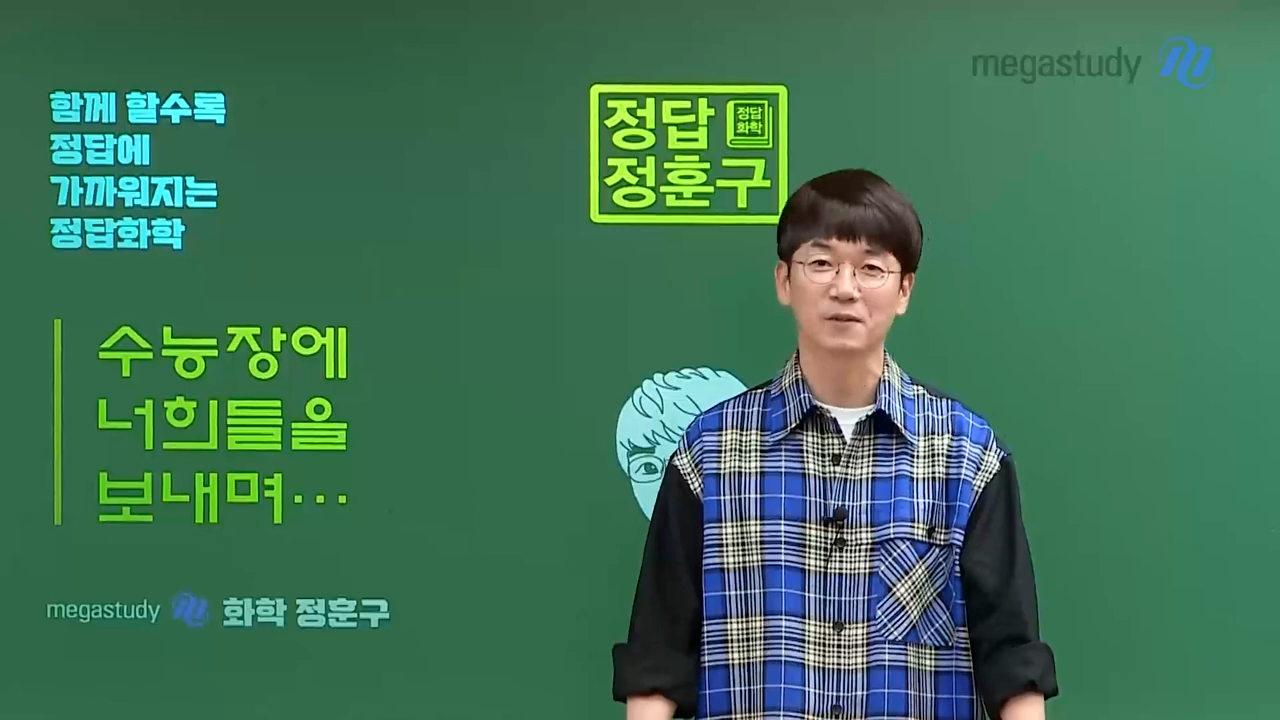 함께 할수록
정답에
가까워지는
정답화학
수능장에
너희들을
보내며...
megastudy
화학 정훈구
정답
정답
화학
정훈구
megastudy